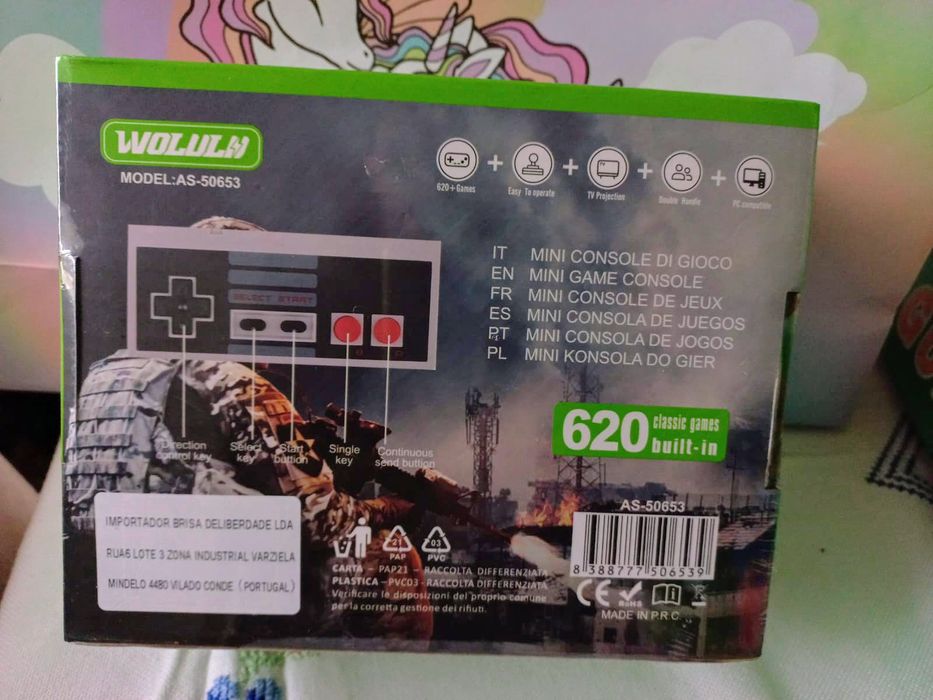 WOLULU
MODEL:AS-50653
620+Games
Easy To operate
TV Projection
Double Handle
PC compatible
SELECT START
B
IT MINI CONSOLE DI GIOCO
EN MINI GAME CONSOLE
FR MINI CONSOLE DE JEUX
ES MINI CONSOLA DE JUEGOS
PT MINI CONSOLA DE JOGOS
PL MINI KONSOLA DO GIER
Direction
control key
Select
key
Start
buttion
Single
key
Continuous
send buttion
620 classic games
built-in
AS-50653
8 388777 506539
CE RoHS
MADE IN P.R.C.
IMPORTADOR BRISA DELIBERDADE LDA
RUA6 LOTE 3 ZONA INDUSTRIAL VARZIELA
MINDELO 4480 VILADO CONDE (PORTUGAL)
21
PAP
03
PVC
CARTA – PAP21 - RACCOLTA DIFFERENZIATA
PLASTICA – PVC03 - RACCOLTA DIFFERENZIATA
Verificare le disposizioni del proprio comune
per la corretta gestione dei rifiuti.